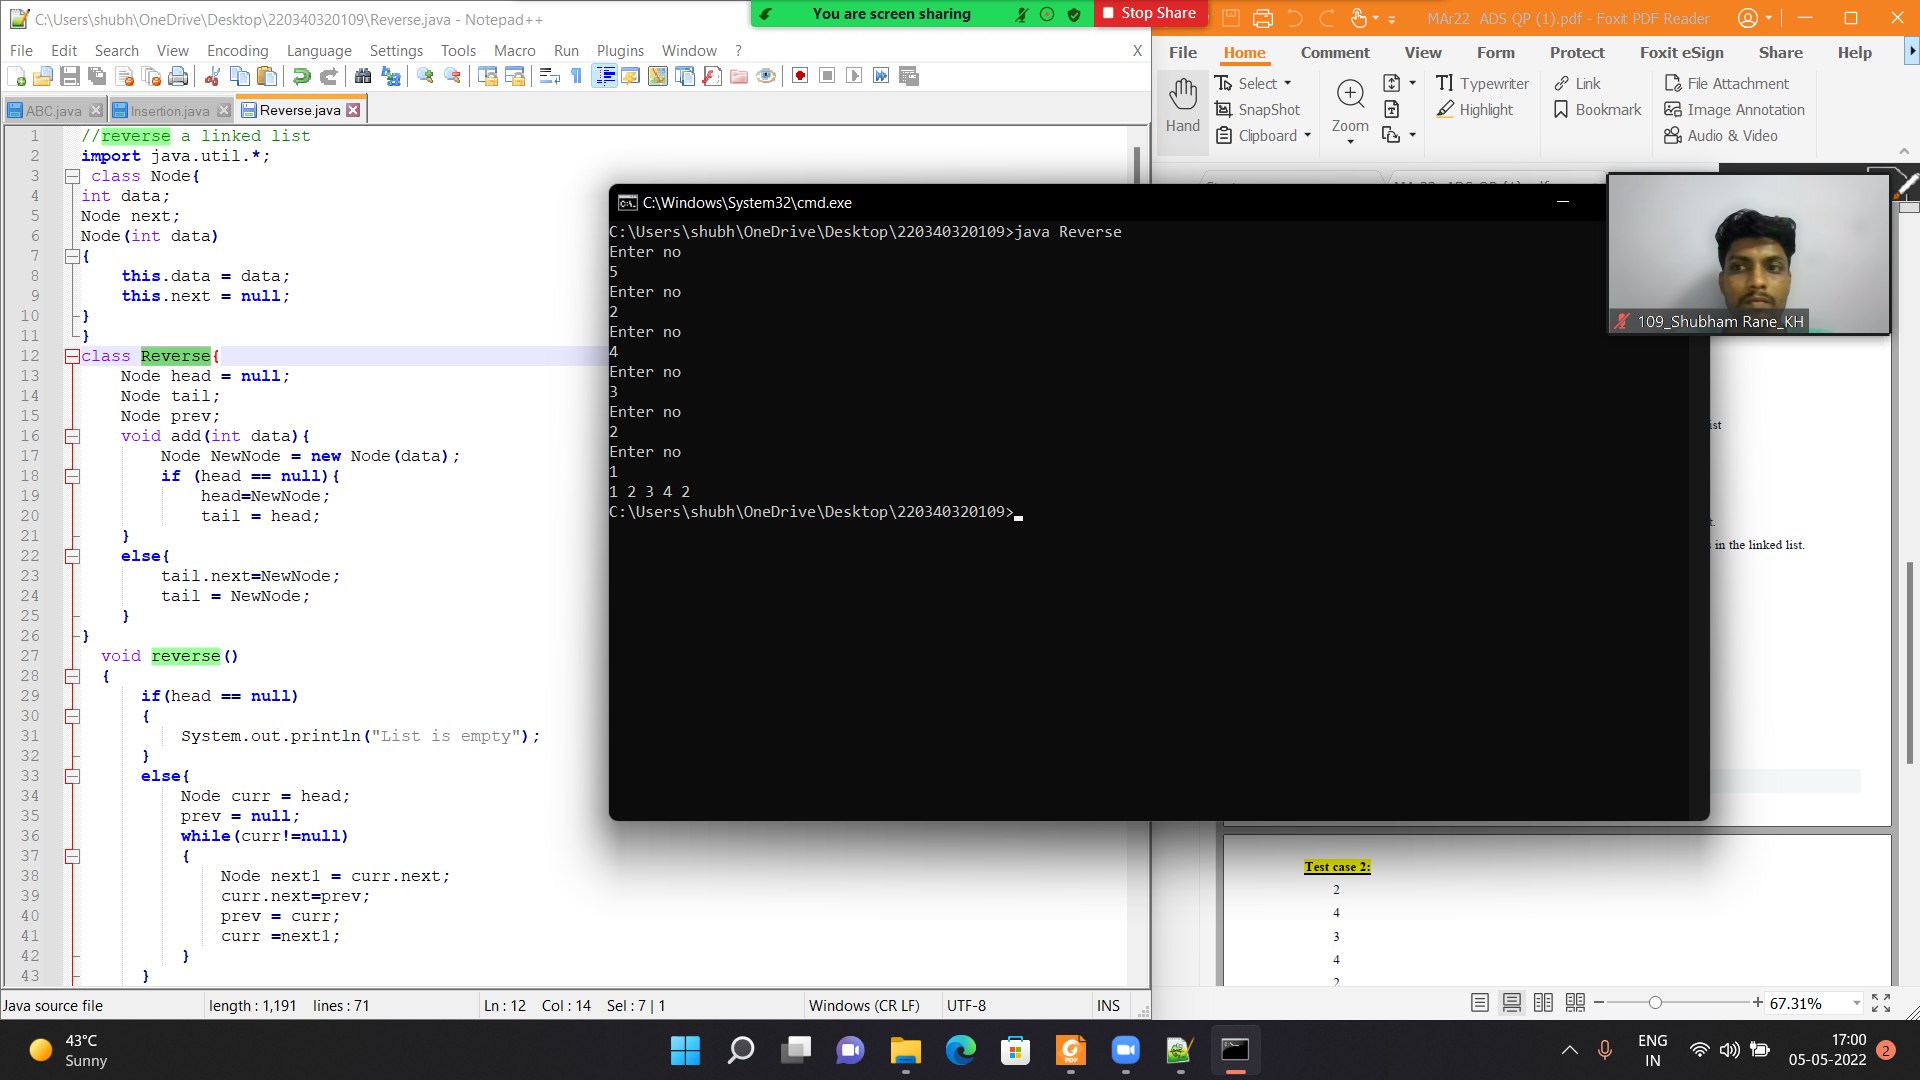 C:\Users\shubh\OneDrive\Desktop\220340320109\Reverse.java - Notepad++
You are screen sharing
Stop Share
MAr22 ADS QP (1).pdf - Foxit PDF Reader
File Edit Search View Encoding Language Settings Tools Macro Run Plugins Window ?
X
File Home Comment View Form Protect Foxit eSign Share Help
Hand
Select
SnapShot
Clipboard
Zoom
Typewriter
Highlight
Link
Bookmark
File Attachment
Image Annotation
Audio & Video
ABC.java
Insertion.java
Reverse.java
1 //reverse a linked list
2 import java.util.*;
3 class Node{
4 int data;
5 Node next;
6 Node(int data)
7 {
8 this.data = data;
9 this.next = null;
10 }
11 }
12 class Reverse{
13 Node head = null;
14 Node tail;
15 Node prev;
16 void add(int data){
17 Node NewNode = new Node(data);
18 if (head == null){
19 head=NewNode;
20 tail = head;
21 }
22 else{
23 tail.next=NewNode;
24 tail = NewNode;
25 }
26 }
27 void reverse()
28 {
29 if(head == null)
30 {
31 System.out.println("List is empty");
32 }
33 else{
34 Node curr = head;
35 prev = null;
36 while(curr!=null)
37 {
38 Node next1 = curr.next;
39 curr.next=prev;
40 prev = curr;
41 curr =next1;
42 }
43 }
C:\Windows\System32\cmd.exe
C:\Users\shubh\OneDrive\Desktop\220340320109>java Reverse
Enter no
5
Enter no
2
Enter no
4
Enter no
3
Enter no
2
Enter no
1
1 2 3 4 2
C:\Users\shubh\OneDrive\Desktop\220340320109>
109_Shubham Rane_KH
ist
t.
in the linked list.
Test case 2:
2
4
3
4
2
Java source file
length : 1,191 lines : 71
Ln : 12 Col : 14 Sel : 7 | 1
Windows (CR LF)
UTF-8
INS
67.31%
43°C
Sunny
ENG
IN
17:00
05-05-2022
2